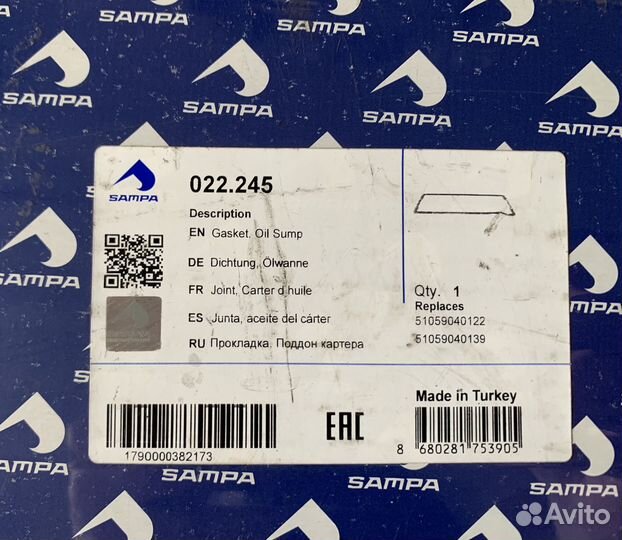 SAMPA
SAMPA
SAMPA
SAMPA
SAMPA
SAMPA
022.245
SAMPA
Description
EN Gasket. Oil Sump
DE Dichtung, Ölwanne
FR Joint, Carter d'huile
ES Junta, aceite del cárter
RU Прокладка. Поддон картера
Qty. 1
Replaces
51059040122
51059040139
Made in Turkey
1790000382173
EAC
8 680281 753905
SAMPA
SAMPA
SAMPA
SAMPA
SAMPA
SAMPA
Avito